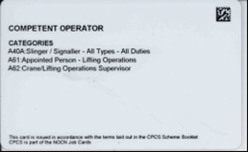 COMPETENT OPERATOR
CATEGORIES
A40A:Slinger / Signaller - All Types - All Duties
A61:Appointed Person - Lifting Operations
A62:Crane/Lifting Operations Supervisor
This card is issued in accordance with the terms laid out in the CPCS Scheme Booklet
CPCS is part of the NOCN Job Cards